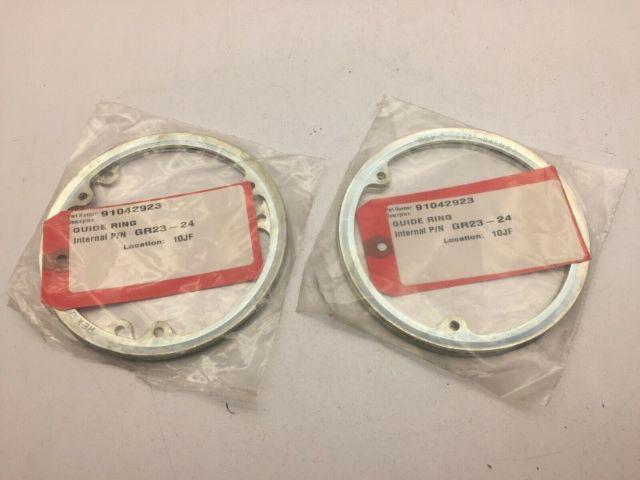 Part Number: 91042923
Description:
GUIDE RING
Internal P/N GR23-24
Location: 10JF
Part Number: 91042923
Description:
GUIDE RING
Internal P/N GR23-24
Location: 10JF